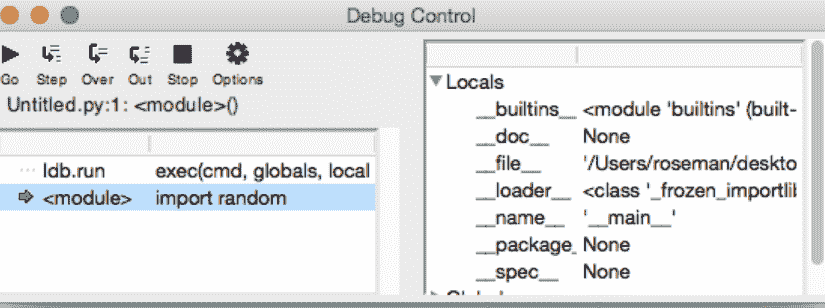 Debug Control
Go Step Over Out Stop Options
Untitled.py:1: <module>()
Idb.run exec(cmd, globals, local
<module> import random
Locals
__builtins_ <module 'builtins' (built-
__doc__ None
__file__ '/Users/roseman/deskto
__loader__ <class '_frozen_importlib
__name__ '__main__'
__package_ None
__spec__ None